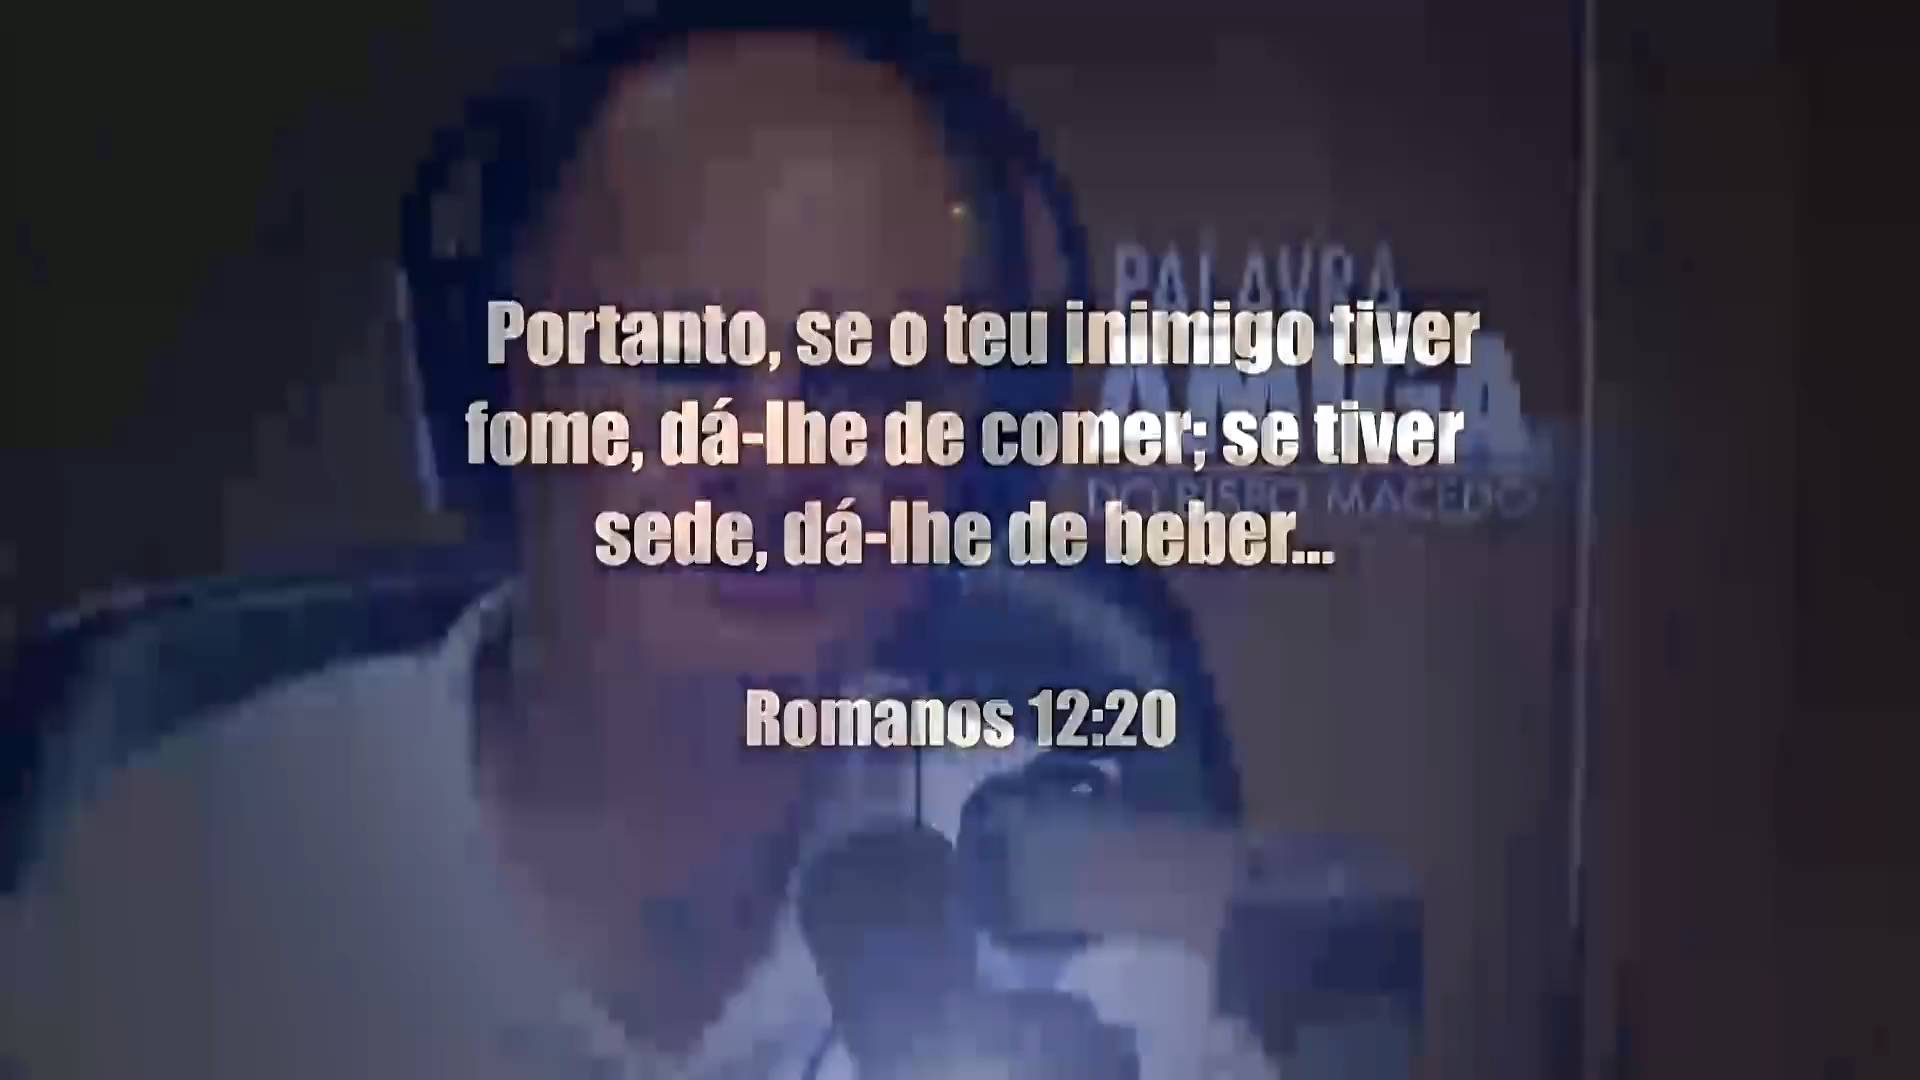 PALAVRA
AMIGA
DO BISPO MACEDO
Portanto, se o teu inimigo tiver
fome, dá-lhe de comer; se tiver
sede, dá-lhe de beber...
Romanos 12:20